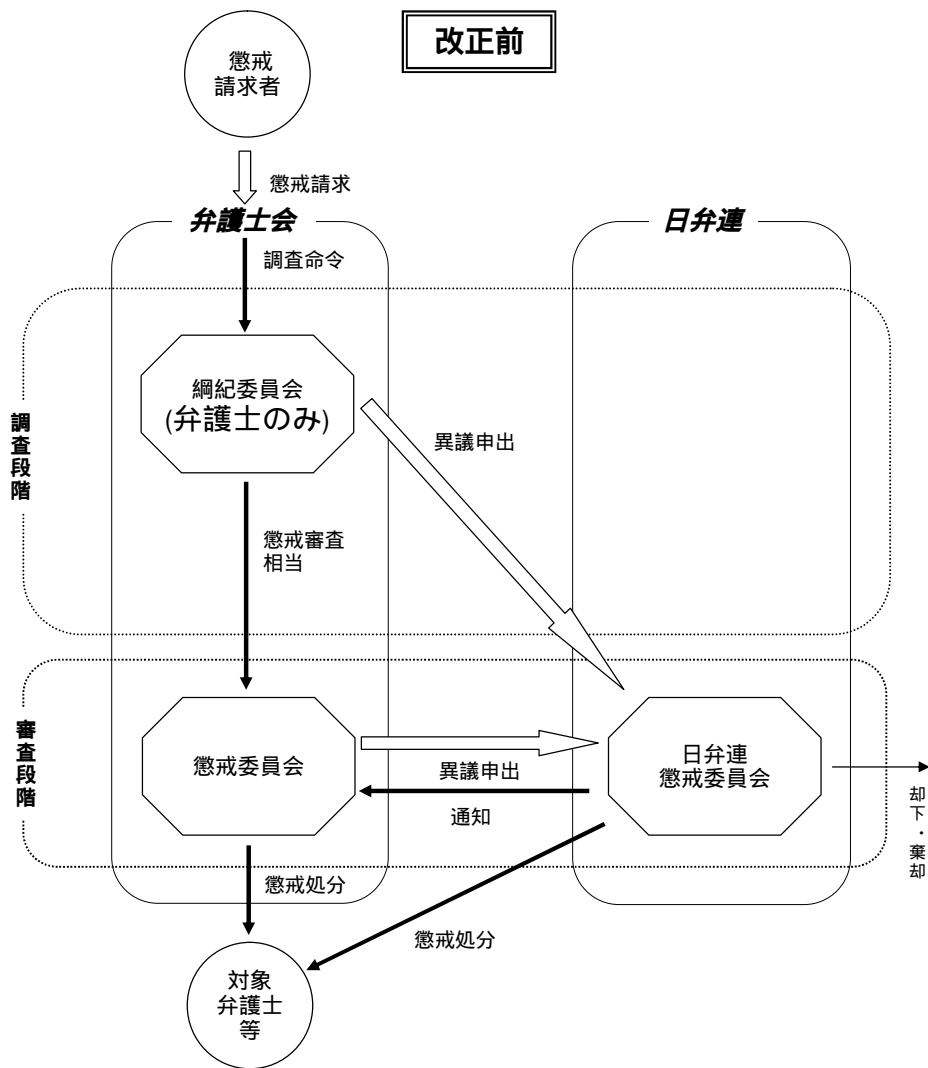 改正前
懲戒
請求者
懲戒請求
弁護士会
日弁連
調査命令
調査段階
綱紀委員会
(弁護士のみ)
異議申出
懲戒審査
相当
審査段階
懲戒委員会
異議申出
通知
日弁連
懲戒委員会
却下・棄却
懲戒処分
懲戒処分
対象
弁護士
等